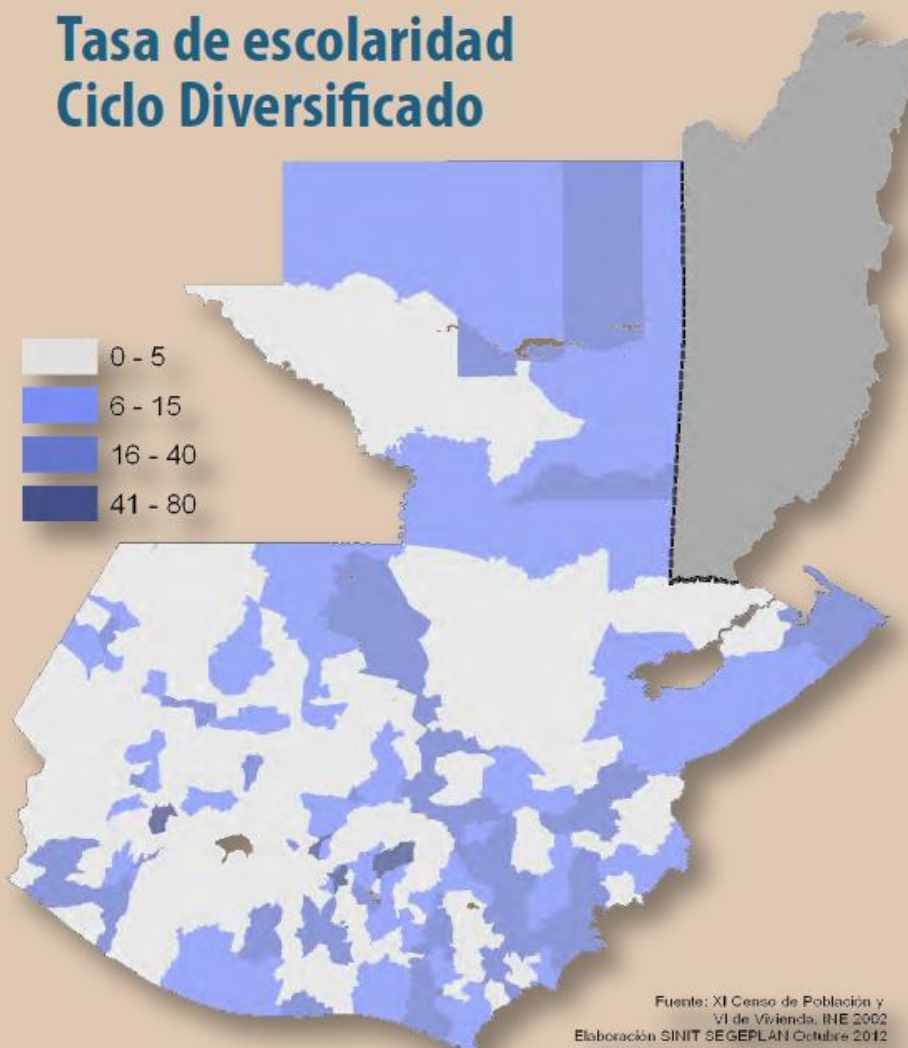 Tasa de escolaridad
Ciclo Diversificado
0 - 5
6 - 15
16 - 40
41 - 80
Fuente: XI Censo de Población y
VI de Vivienda, INE 2002
Elaboración SINIT SEGEPLAN Octubre 2012